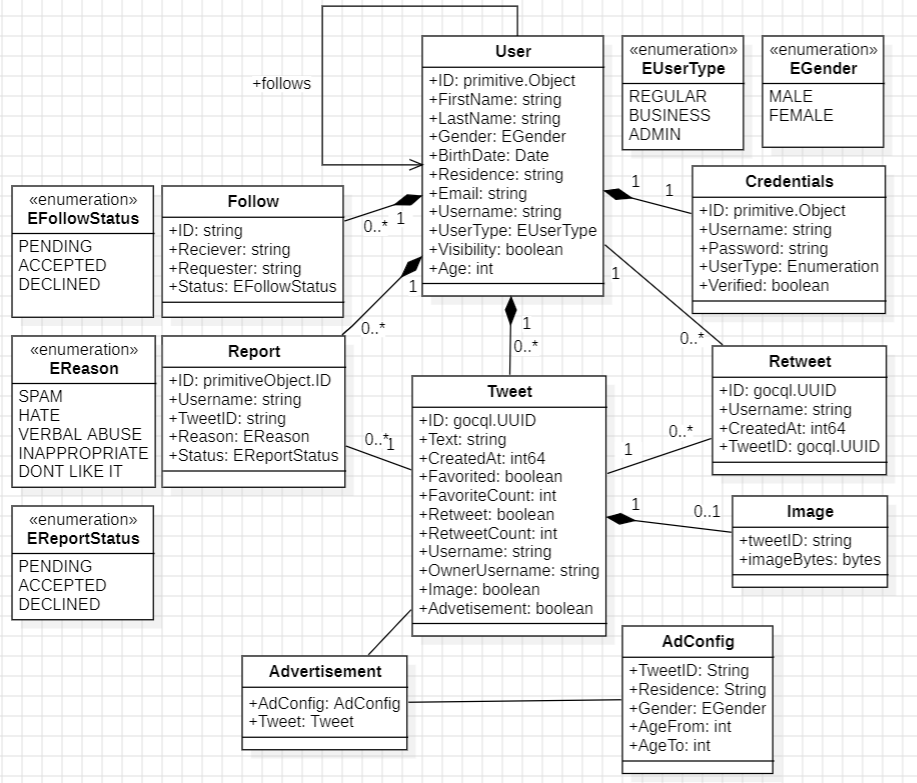 +follows
User
+ID: primitive.Object
+FirstName: string
+LastName: string
+Gender: EGender
+BirthDate: Date
+Residence: string
+Email: string
+Username: string
+UserType: EUserType
+Visibility: boolean
+Age: int
«enumeration»
EUserType
REGULAR
BUSINESS
ADMIN
«enumeration»
EGender
MALE
FEMALE
«enumeration»
EFollowStatus
PENDING
ACCEPTED
DECLINED
Follow
+ID: string
+Reciever: string
+Requester: string
+Status: EFollowStatus
0..*
1
1
1
Credentials
+ID: primitive.Object
+Username: string
+Password: string
+UserType: Enumeration
+Verified: boolean
1
0..*
1
0..*
1
0..*
«enumeration»
EReason
SPAM
HATE
VERBAL ABUSE
INAPPROPRIATE
DONT LIKE IT
Report
+ID: primitiveObject.ID
+Username: string
+TweetID: string
+Reason: EReason
+Status: EReportStatus
0..*
1
Tweet
+ID: gocql.UUID
+Text: string
+CreatedAt: int64
+Favorited: boolean
+FavoriteCount: int
+Retweet: boolean
+RetweetCount: int
+Username: string
+OwnerUsername: string
+Image: boolean
+Advetisement: boolean
1
0..*
Retweet
+ID: gocql.UUID
+Username: string
+CreatedAt: int64
+TweetID: gocql.UUID
1
0..1
Image
+tweetID: string
+imageBytes: bytes
«enumeration»
EReportStatus
PENDING
ACCEPTED
DECLINED
Advertisement
+AdConfig: AdConfig
+Tweet: Tweet
AdConfig
+TweetID: String
+Residence: String
+Gender: EGender
+AgeFrom: int
+AgeTo: int